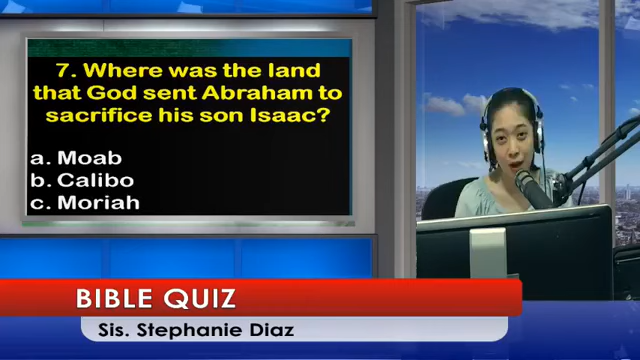 7. Where was the land
that God sent Abraham to
sacrifice his son Isaac?
a. Moab
b. Calibo
c. Moriah
BIBLE QUIZ
Sis. Stephanie Diaz